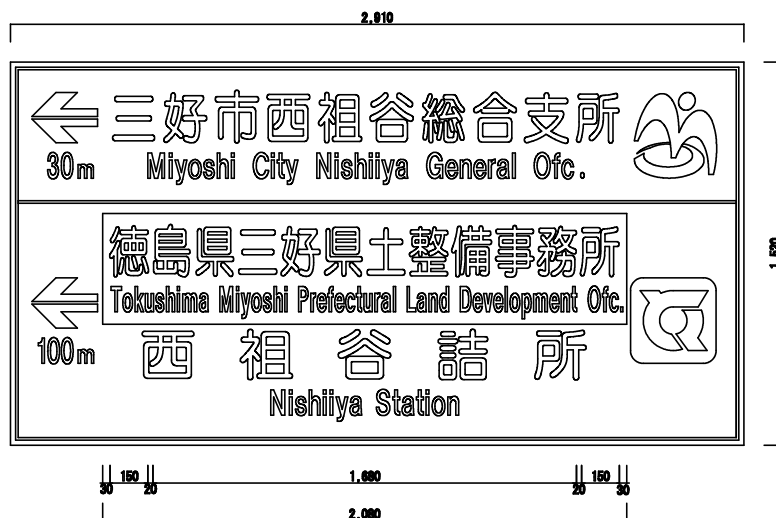 2,910
三好市西祖谷総合支所
30m Miyoshi City Nishiiya General Ofc.
徳島県三好県土整備事務所
Tokushima Miyoshi Prefectural Land Development Ofc.
100m 西祖谷詰所
Nishiiya Station
1,520
150 1,680 150
30 20 20 30
2,080